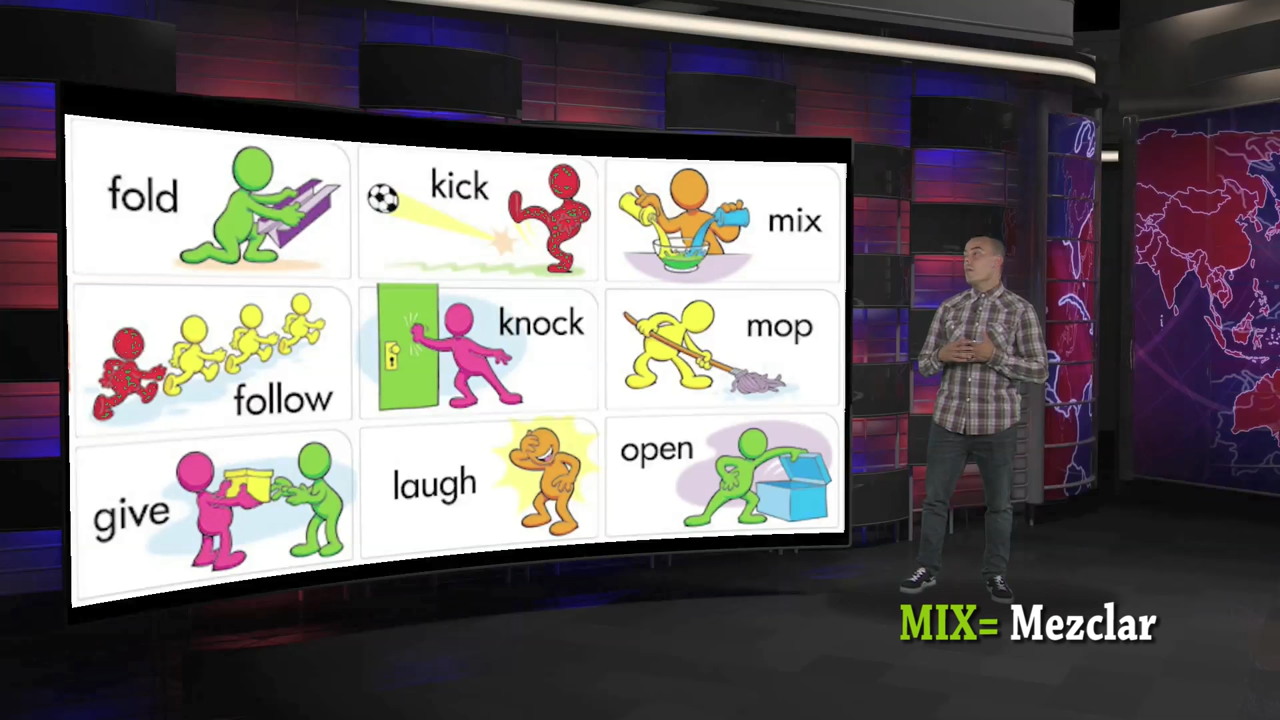 fold
kick
mix
follow
knock
mop
give
laugh
open
MIX= Mezclar